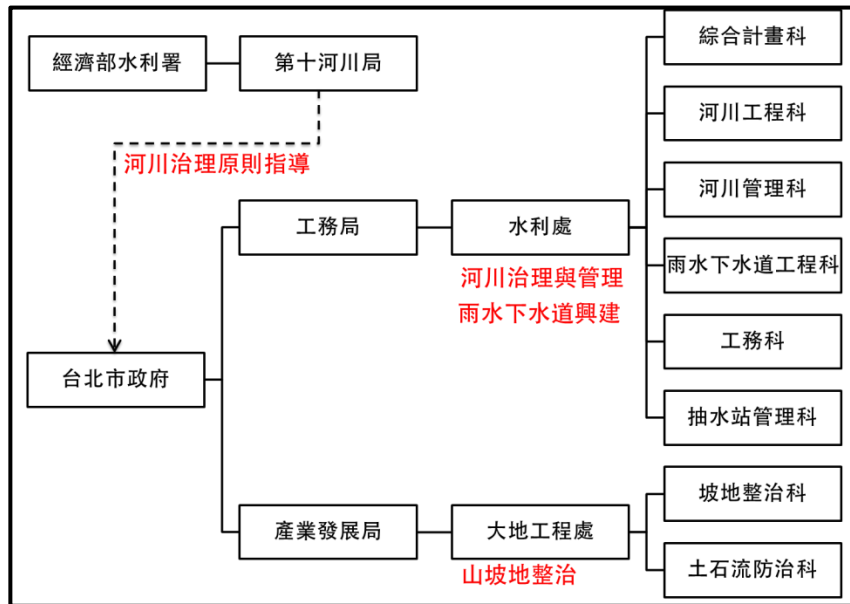 綜合計畫科
經濟部水利署
第十河川局
河川工程科
河川治理原則指導
河川管理科
工務局
水利處
雨水下水道工程科
河川治理與管理
雨水下水道興建
工務科
台北市政府
抽水站管理科
坡地整治科
產業發展局
大地工程處
山坡地整治
土石流防治科